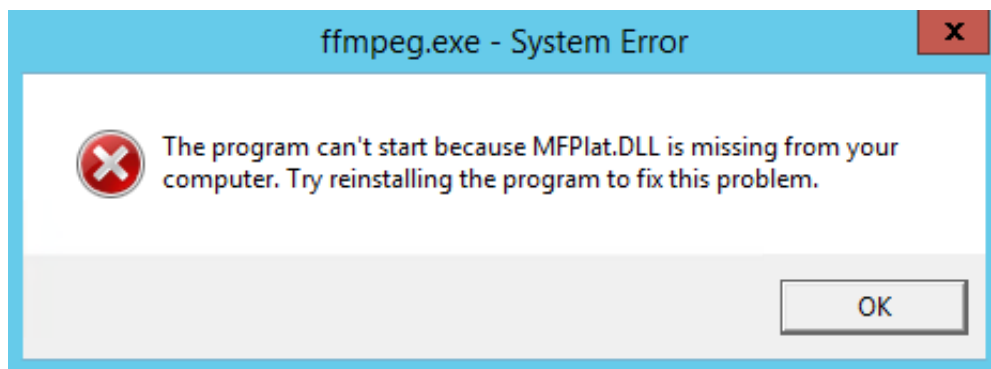 ffmpeg.exe - System Error
x
The program can't start because MFPlat.DLL is missing from your
computer. Try reinstalling the program to fix this problem.
OK